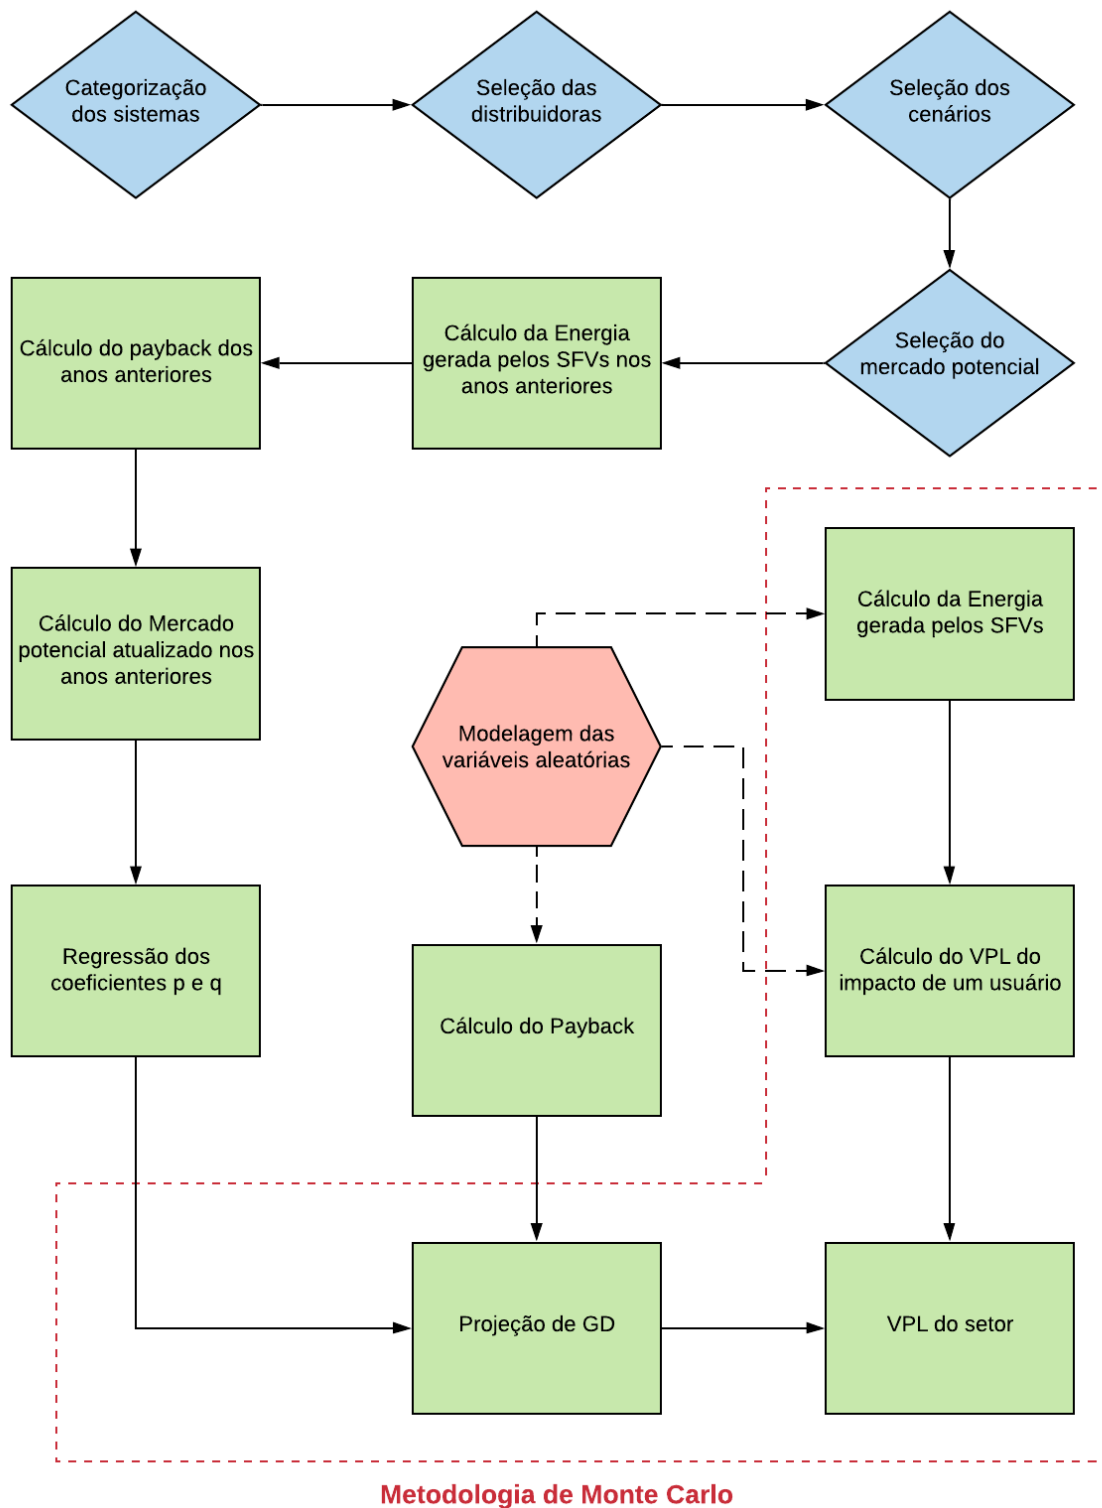 Categorização
dos sistemas
Seleção das
distribuidoras
Seleção dos
cenários
Seleção do
mercado potencial
Cálculo da Energia
gerada pelos SFVs nos
anos anteriores
Cálculo do payback dos
anos anteriores
Cálculo do Mercado
potencial atualizado nos
anos anteriores
Regressão dos
coeficientes p e q
Modelagem das
variáveis aleatórias
Cálculo do Payback
Cálculo da Energia
gerada pelos SFVs
Cálculo do VPL do
impacto de um usuário
Projeção de GD
VPL do setor
Metodologia de Monte Carlo